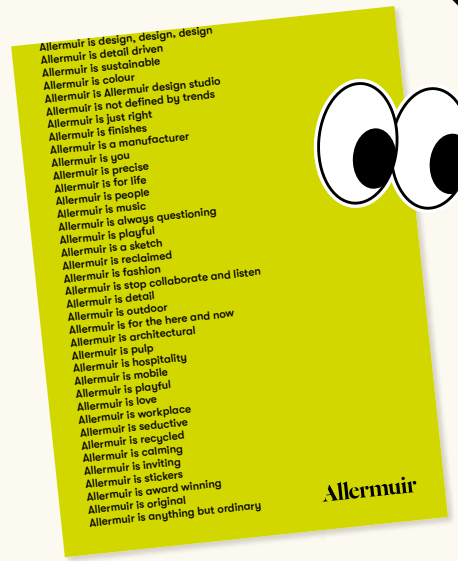 Allermuir is design, design, design
Allermuir is detail driven
Allermuir is sustainable
Allermuir is colour
Allermuir is Allermuir design studio
Allermuir is not defined by trends
Allermuir is just right
Allermuir is finishes
Allermuir is a manufacturer
Allermuir is you
Allermuir is precise
Allermuir is for life
Allermuir is people
Allermuir is music
Allermuir is always questioning
Allermuir is playful
Allermuir is a sketch
Allermuir is reclaimed
Allermuir is fashion
Allermuir is stop collaborate and listen
Allermuir is detail
Allermuir is outdoor
Allermuir is for the here and now
Allermuir is architectural
Allermuir is pulp
Allermuir is hospitality
Allermuir is mobile
Allermuir is playful
Allermuir is love
Allermuir is workplace
Allermuir is seductive
Allermuir is recycled
Allermuir is calming
Allermuir is inviting
Allermuir is stickers
Allermuir is award winning
Allermuir is original
Allermuir is anything but ordinary
Allermuir